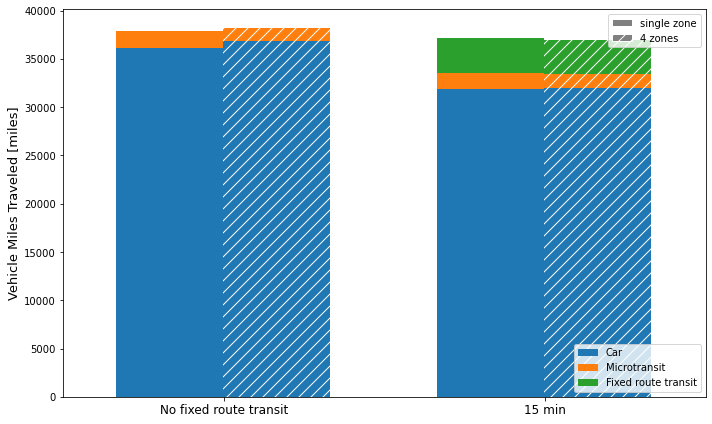 single zone
4 zones
40000
35000
30000
25000
20000
15000
10000
5000
0
Vehicle Miles Traveled [miles]
Car
Microtransit
Fixed route transit
No fixed route transit
15 min